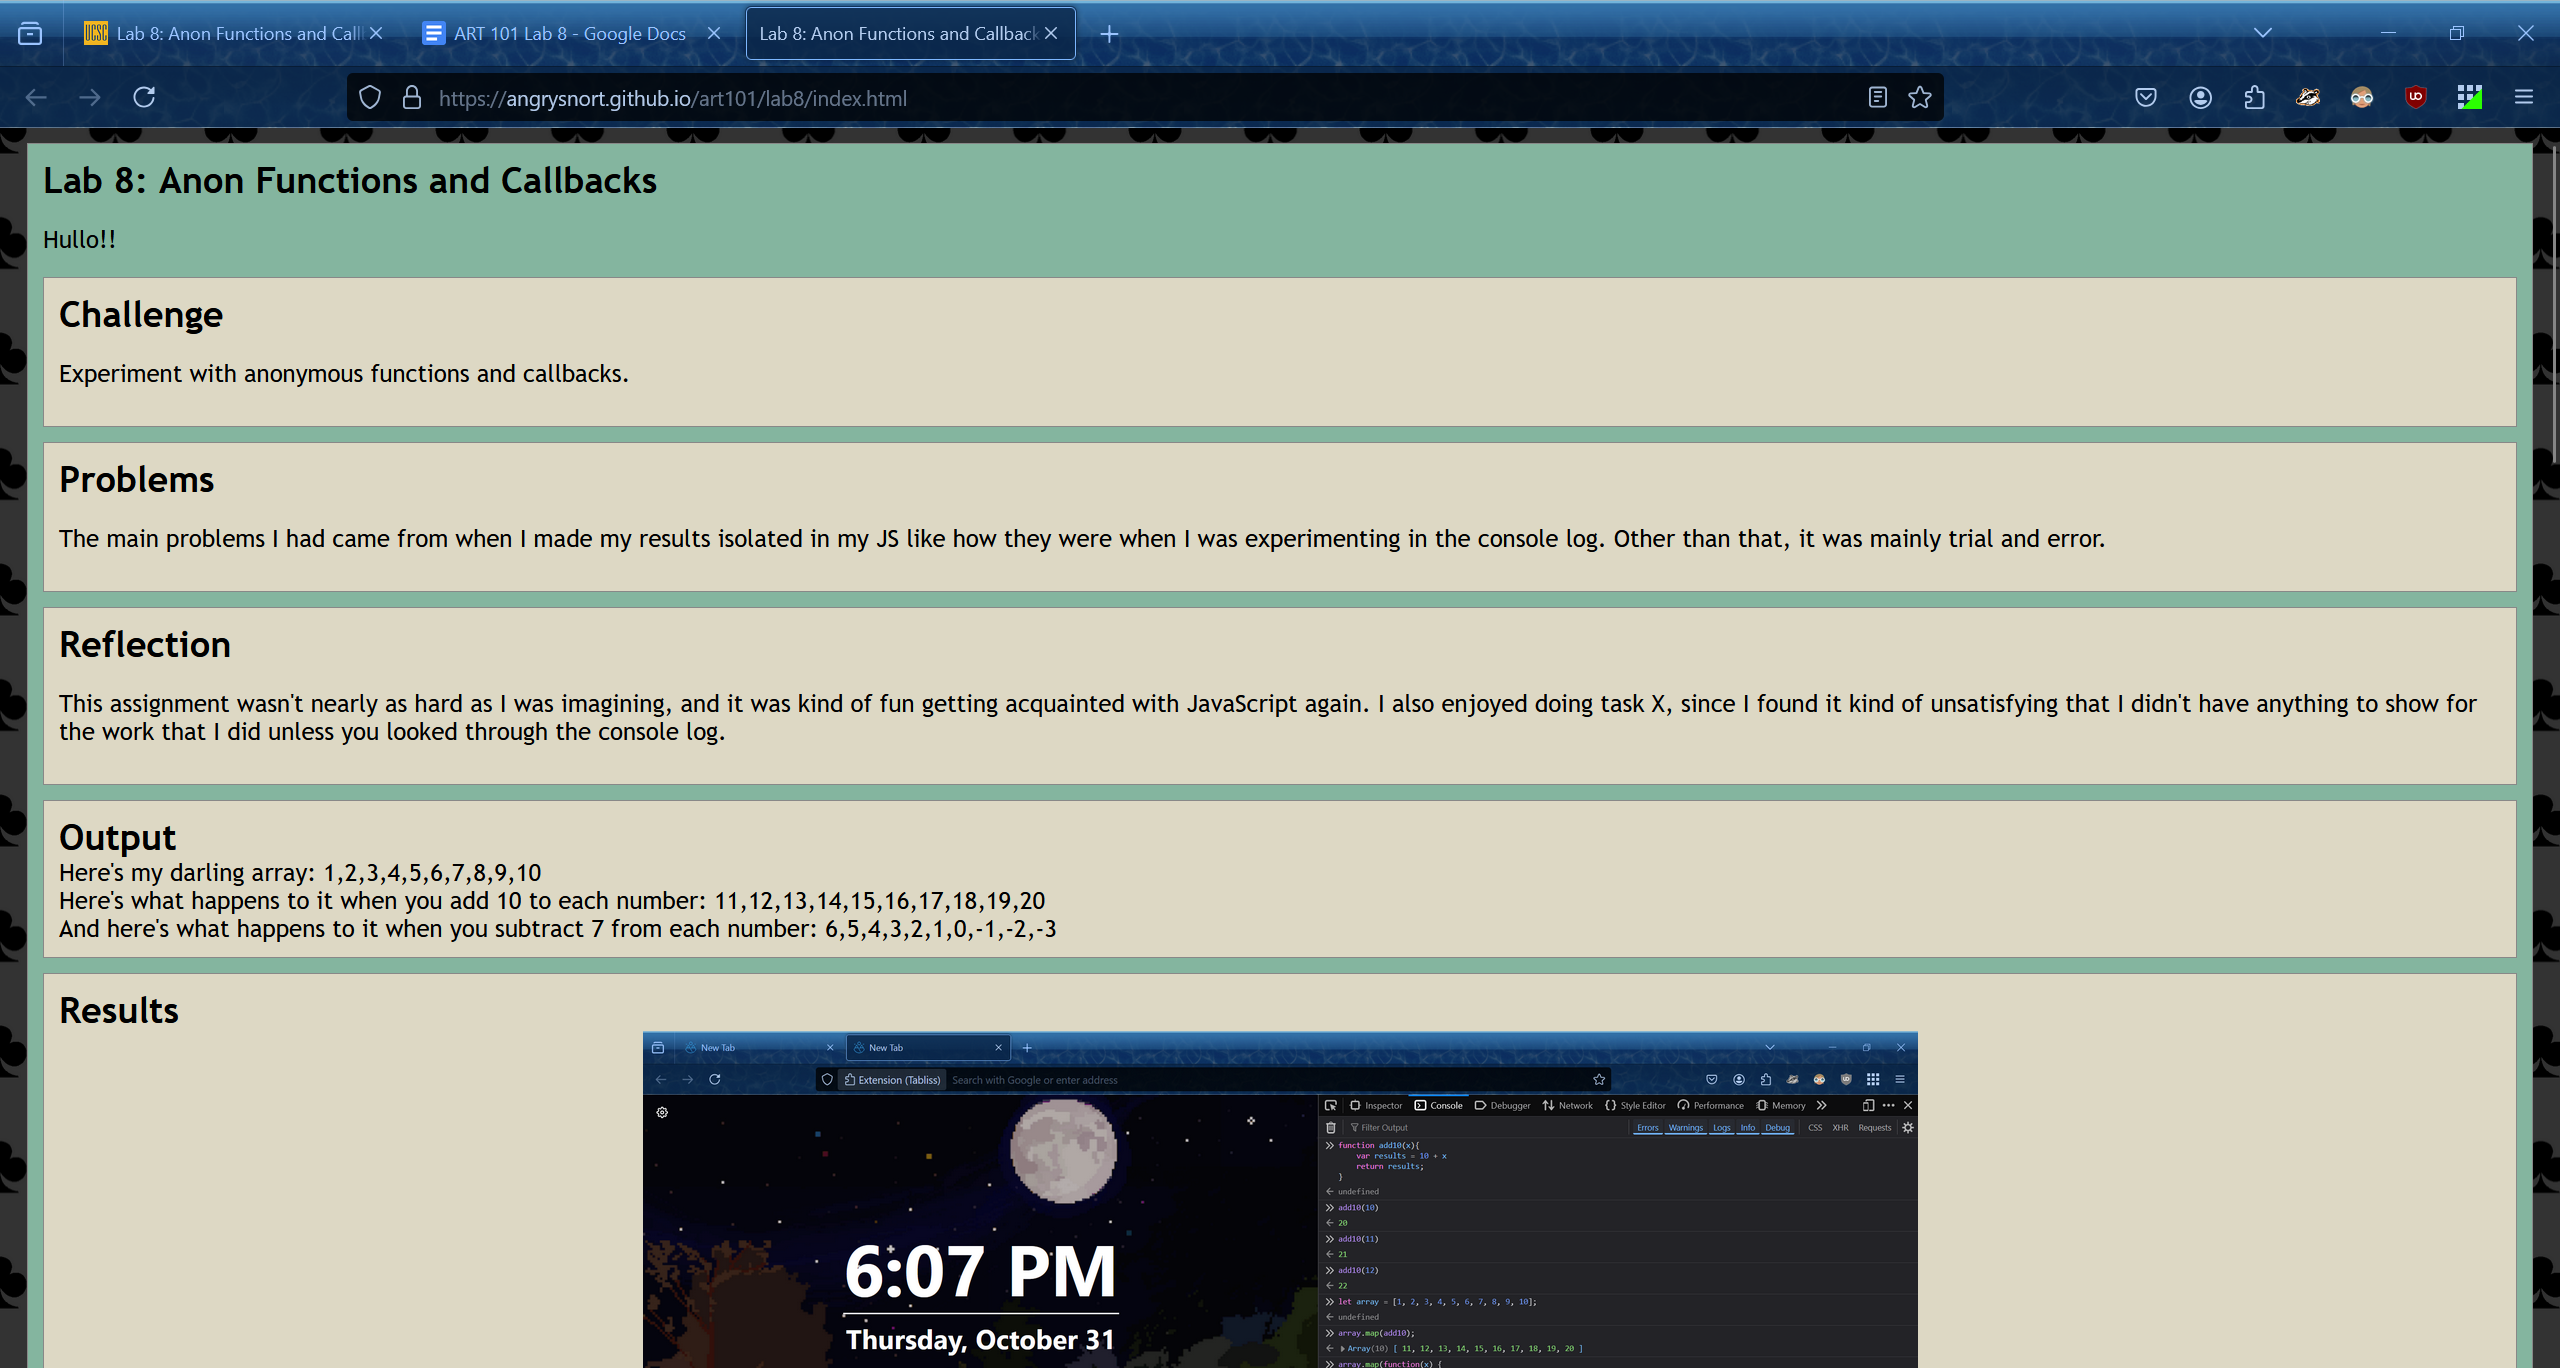 Lab 8: Anon Functions and Call
ART 101 Lab 8 - Google Docs
Lab 8: Anon Functions and Callback
https://angrysnort.github.io/art101/lab8/index.html
Lab 8: Anon Functions and Callbacks
Hullo!!
Challenge
Experiment with anonymous functions and callbacks.
Problems
The main problems I had came from when I made my results isolated in my JS like how they were when I was experimenting in the console log. Other than that, it was mainly trial and error.
Reflection
This assignment wasn't nearly as hard as I was imagining, and it was kind of fun getting acquainted with JavaScript again. I also enjoyed doing task X, since I found it kind of unsatisfying that I didn't have anything to show for
the work that I did unless you looked through the console log.
Output
Here's my darling array: 1,2,3,4,5,6,7,8,9,10
Here's what happens to it when you add 10 to each number: 11,12,13,14,15,16,17,18,19,20
And here's what happens to it when you subtract 7 from each number: 6,5,4,3,2,1,0,-1,-2,-3
Results
New Tab
New Tab
Extension (Tabliss) Search with Google or enter address
Inspector Console Debugger Network Style Editor Performance Memory
Filter Output Errors Warnings Logs Info Debug CSS XHR Requests
function add10(x){
var results = 10 + x
return results;
}
undefined
add10(10)
20
add10(11)
21
add10(12)
22
let array = [1, 2, 3, 4, 5, 6, 7, 8, 9, 10];
undefined
array.map(add10);
Array(10) [ 11, 12, 13, 14, 15, 16, 17, 18, 19, 20 ]
array.map(function(x) {
6:07 PM
Thursday, October 31